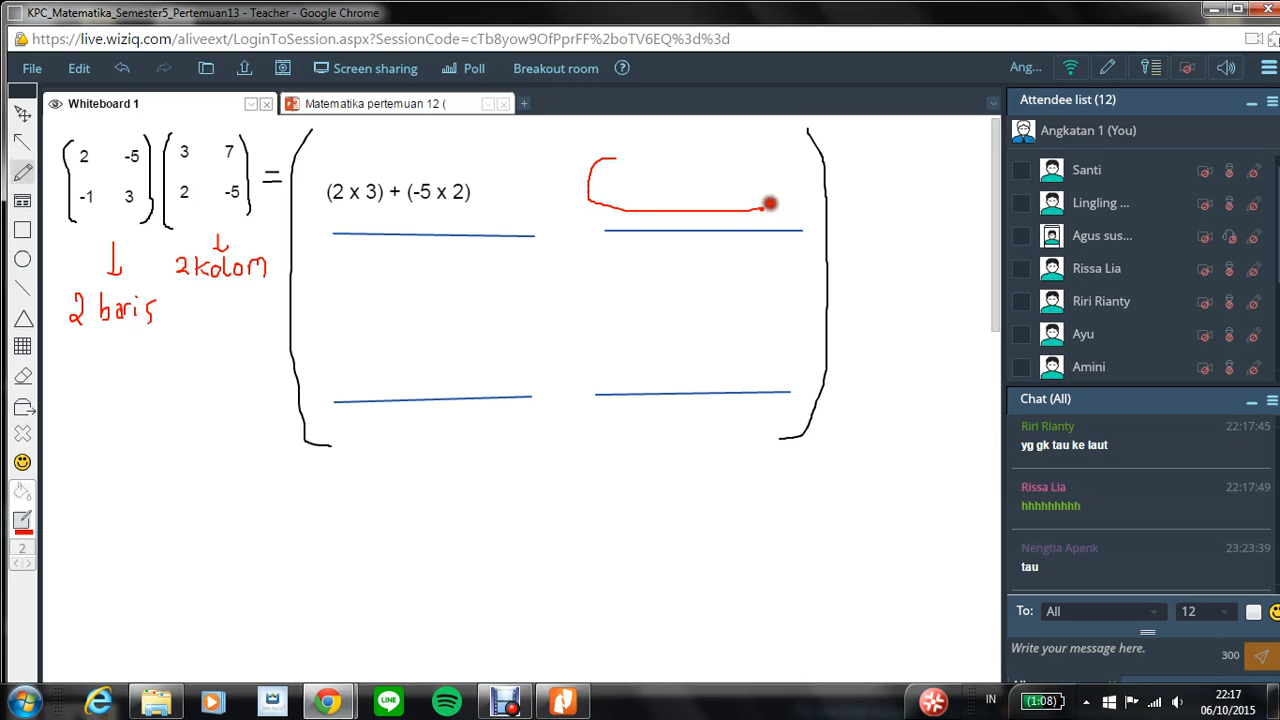 KPC_Matematika_Semester5_Pertemuan13 - Teacher - Google Chrome
https://live.wiziq.com/aliveext/LoginToSession.aspx?SessionCode=cTb8yow9OfPprFF%2boTV6EQ%3d%3d
File Edit Screen sharing Poll Breakout room Ang...
Whiteboard 1 Matematika pertemuan 12 (
2 -5 3 7 =
-1 3 2 -5
(2 x 3) + (-5 x 2)
2 kolom
2 baris
Attendee list (12)
Angkatan 1 (You)
Santi
Lingling ...
Agus sus...
Rissa Lia
Riri Rianty
Ayu
Amini
Chat (All)
Riri Rianty 22:17:45
yg gk tau ke laut
Rissa Lia 22:17:49
hhhhhhhhh
Nengtia Apenk 23:23:39
tau
To: All 12
Write your message here. 300
2
LINE
IN (1:08) 22:17
06/10/2015